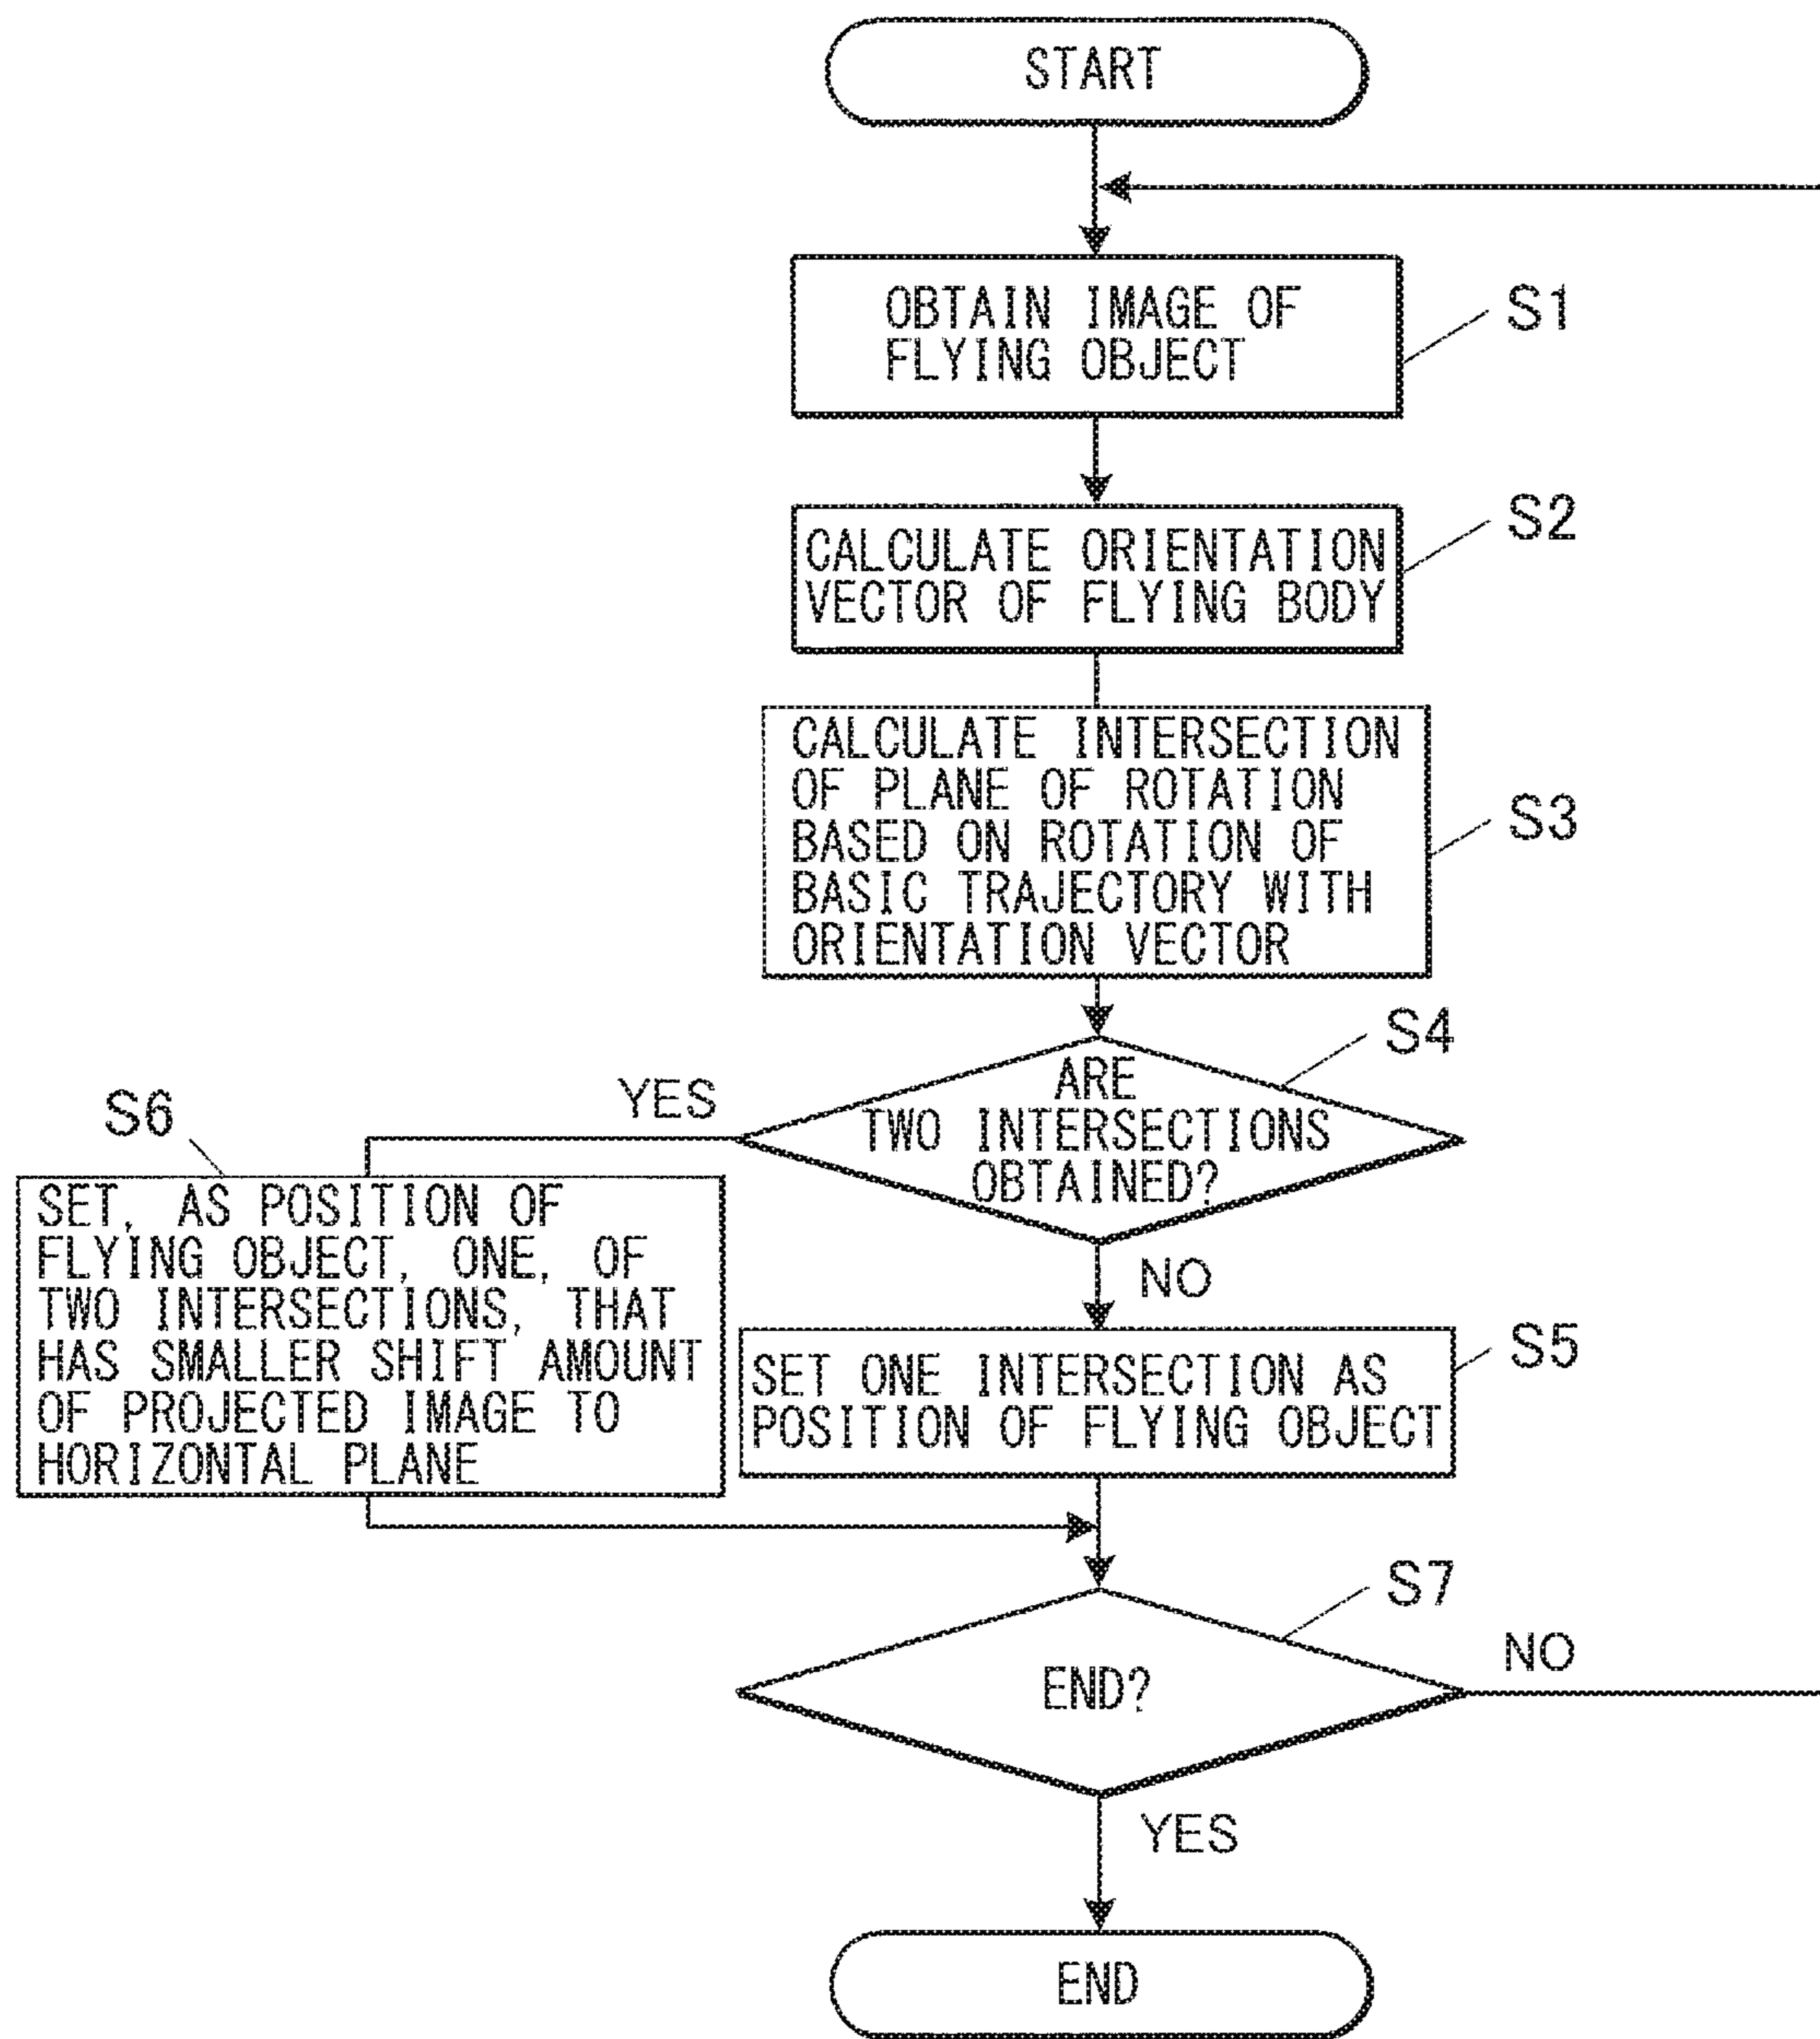 START
OBTAIN IMAGE OF
FLYING OBJECT
S1
CALCULATE ORIENTATION
VECTOR OF FLYING BODY
S2
CALCULATE INTERSECTION
OF PLANE OF ROTATION
BASED ON ROTATION OF
BASIC TRAJECTORY WITH
ORIENTATION VECTOR
S3
ARE
TWO INTERSECTIONS
OBTAINED?
S4
YES
NO
S6
SET, AS POSITION OF
FLYING OBJECT, ONE, OF
TWO INTERSECTIONS, THAT
HAS SMALLER SHIFT AMOUNT
OF PROJECTED IMAGE TO
HORIZONTAL PLANE
SET ONE INTERSECTION AS
POSITION OF FLYING OBJECT
S5
END?
S7
NO
YES
END